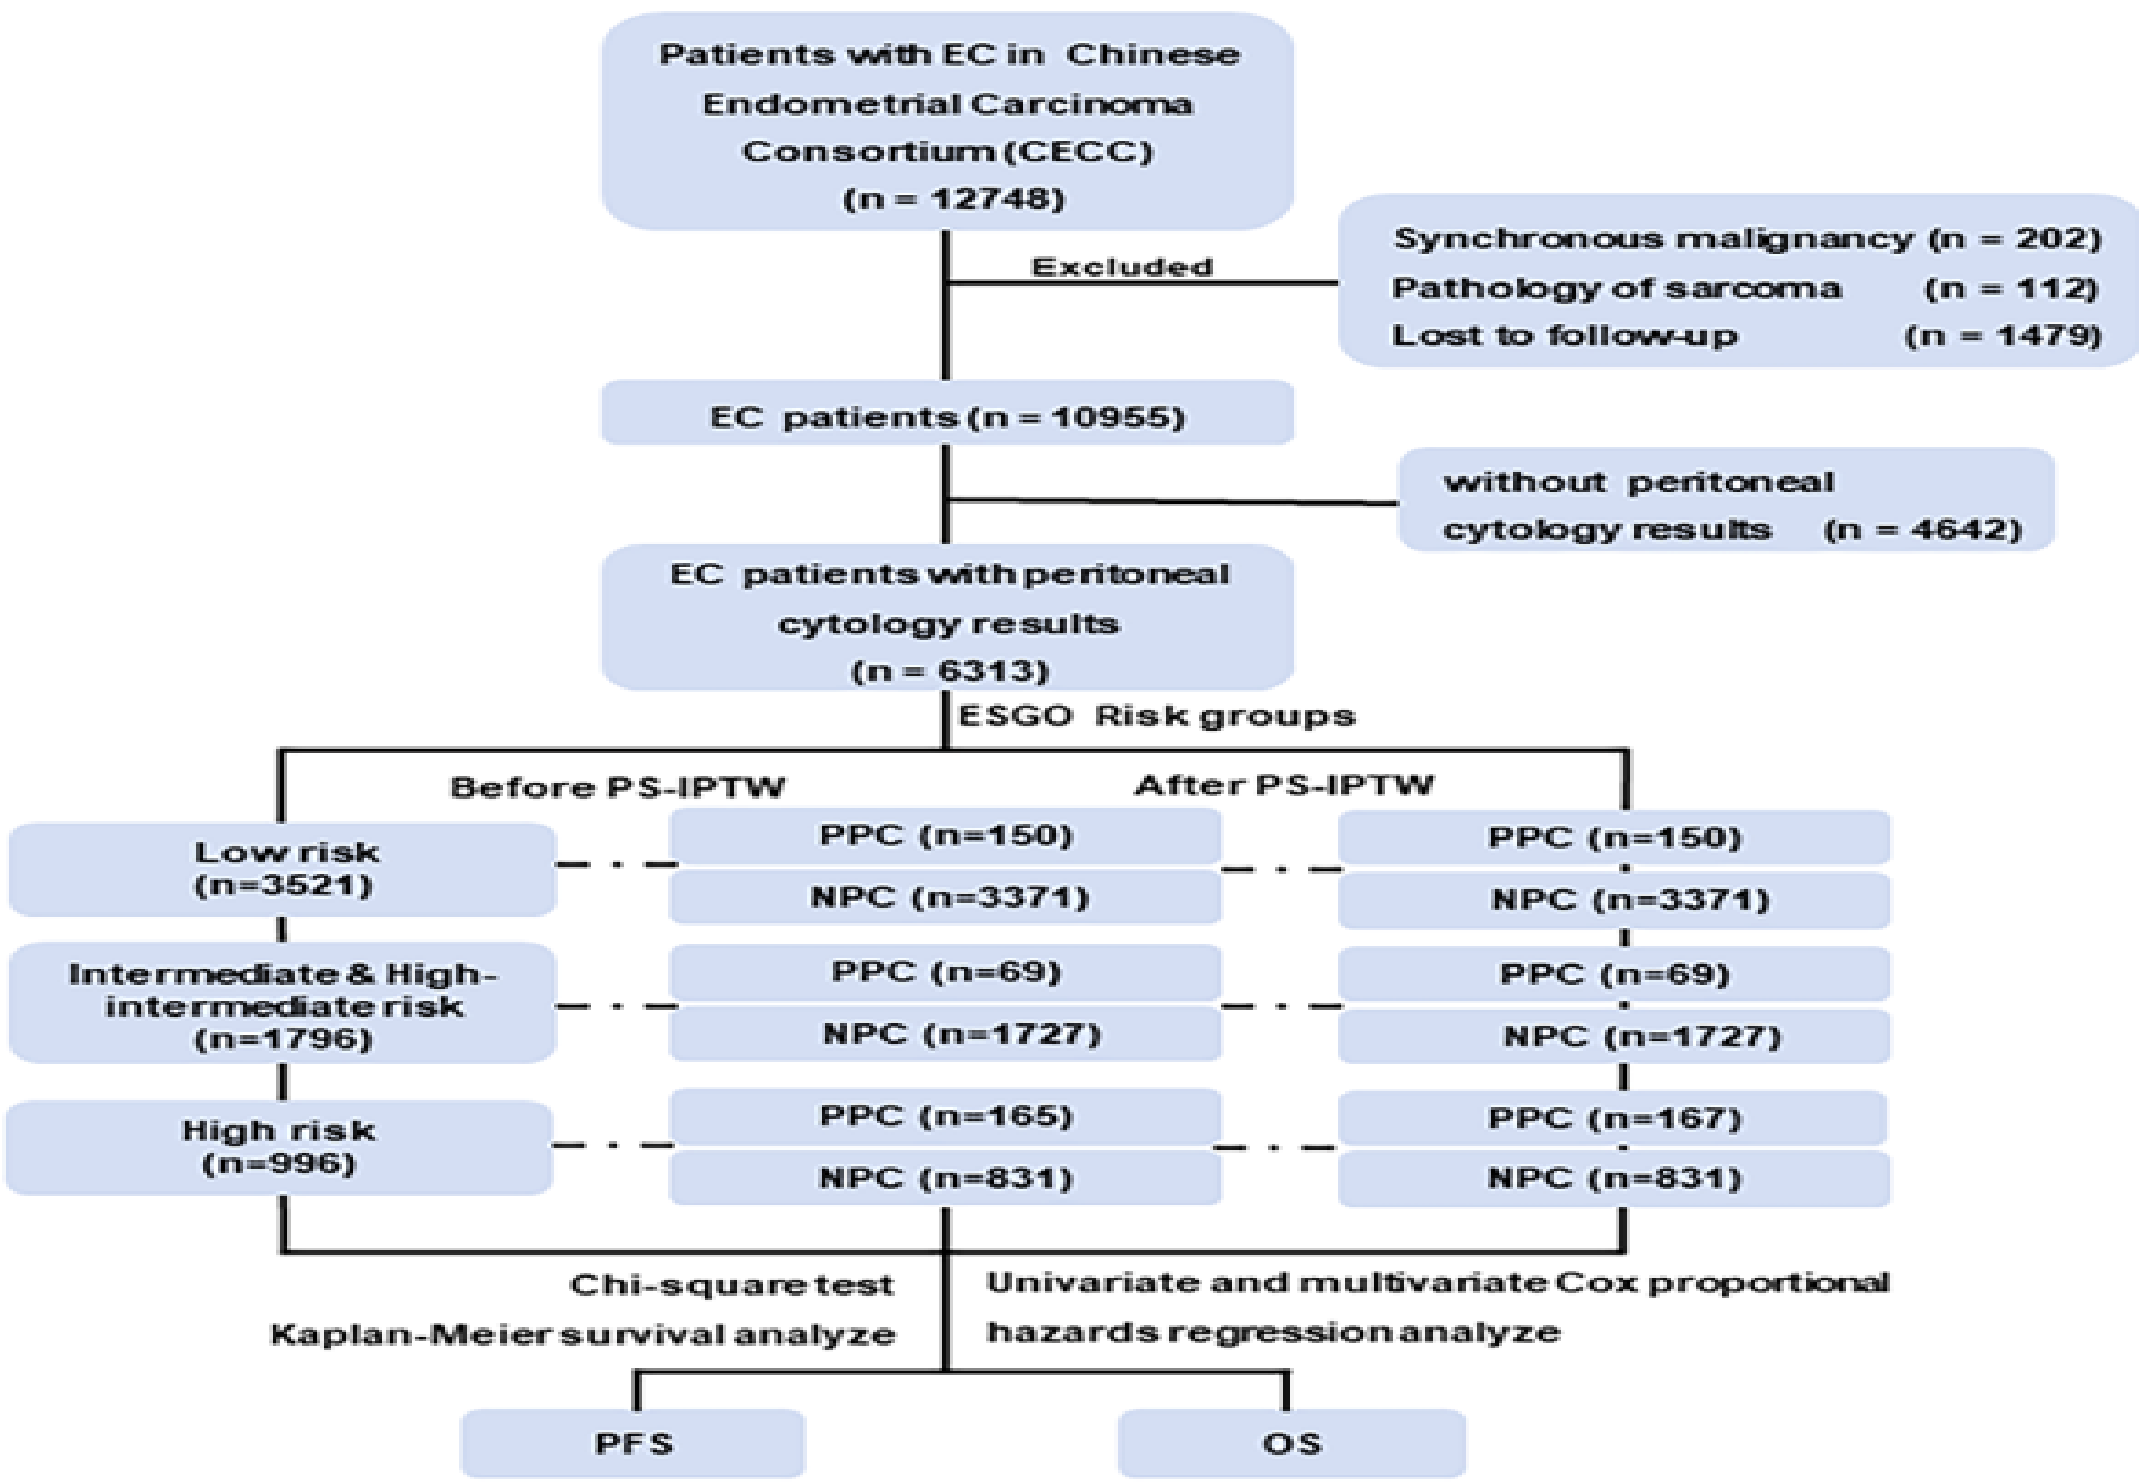 Patients with EC in Chinese
Endometrial Carcinoma
Consortium (CECC)
(n = 12748)
Excluded
Synchronous malignancy (n = 202)
Pathology of sarcoma (n = 112)
Lost to follow-up (n = 1479)
EC patients (n = 10955)
without peritoneal
cytology results (n = 4642)
EC patients with peritoneal
cytology results
(n = 6313)
ESGO Risk groups
Before PS-IPTW
After PS-IPTW
Low risk
(n=3521)
PPC (n=150)
NPC (n=3371)
PPC (n=150)
NPC (n=3371)
Intermediate & High-
intermediate risk
(n=1796)
PPC (n=69)
NPC (n=1727)
PPC (n=69)
NPC (n=1727)
High risk
(n=996)
PPC (n=165)
NPC (n=831)
PPC (n=167)
NPC (n=831)
Chi-square test
Kaplan-Meier survival analyze
Univariate and multivariate Cox proportional
hazards regression analyze
PFS
OS